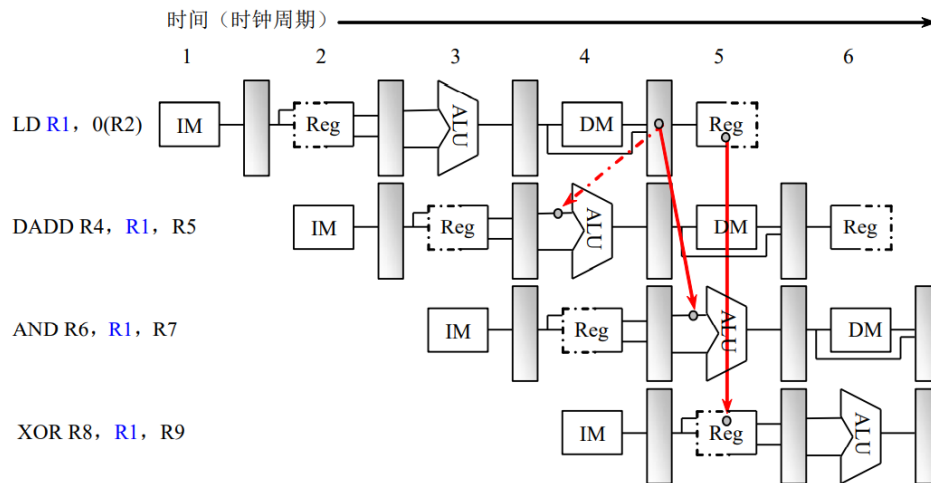 时间（时钟周期）
1 2 3 4 5 6
LD R1，0(R2) IM Reg ALU DM Reg
DADD R4，R1，R5 IM Reg ALU DM Reg
AND R6，R1，R7 IM Reg ALU DM
XOR R8，R1，R9 IM Reg ALU